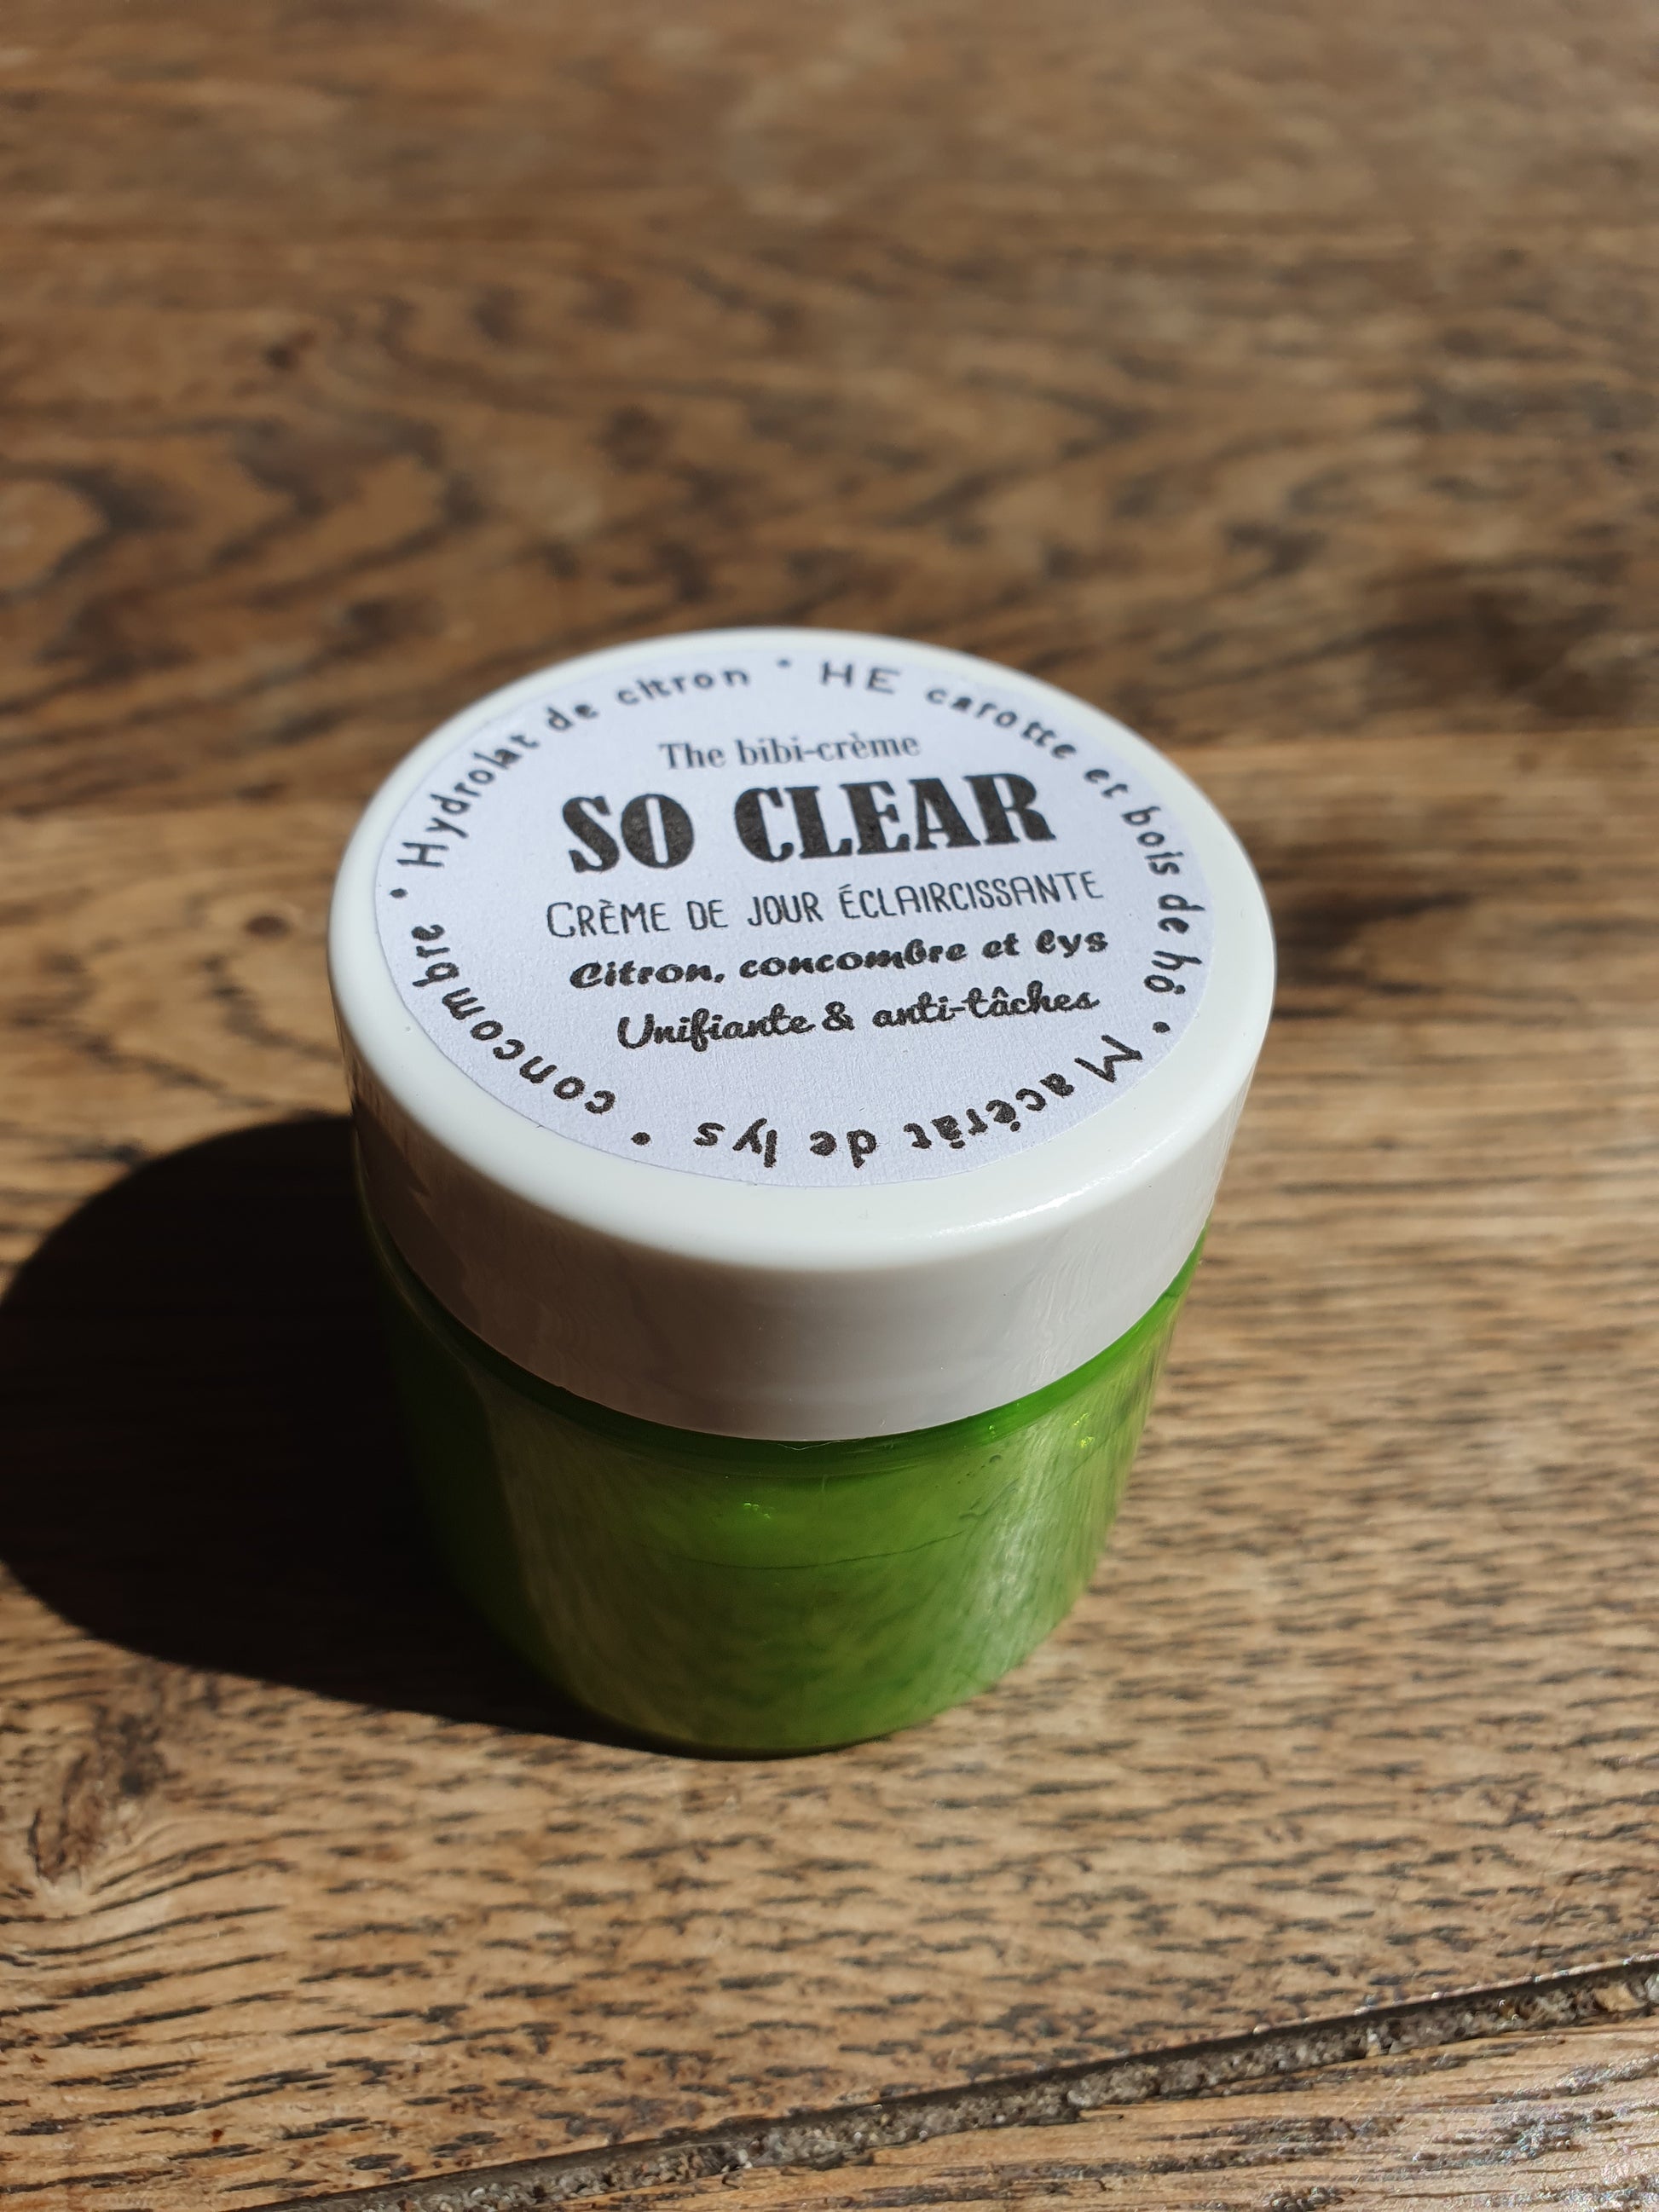 The bibi-crème
SO CLEAR
CRÈME DE JOUR ÉCLAIRCISSANTE
Citron, concombre et lys
Unifiante & anti-tâches
• Hydrolat de citron • HE carotte et bois de hô • Macérât de lys • concombre